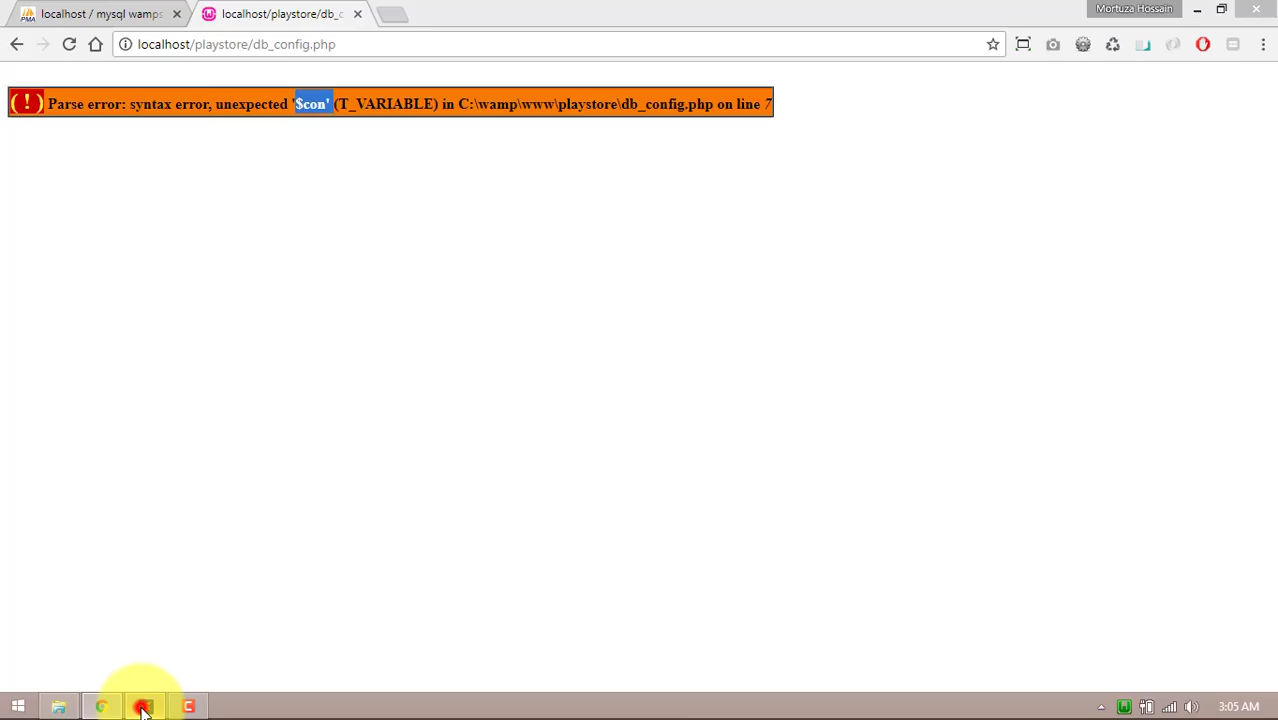 localhost / mysql wamps
localhost/playstore/db_c
Mortuza Hossain
localhost/playstore/db_config.php
( ! ) Parse error: syntax error, unexpected '$con' (T_VARIABLE) in C:\wamp\www\playstore\db_config.php on line 7
3:05 AM